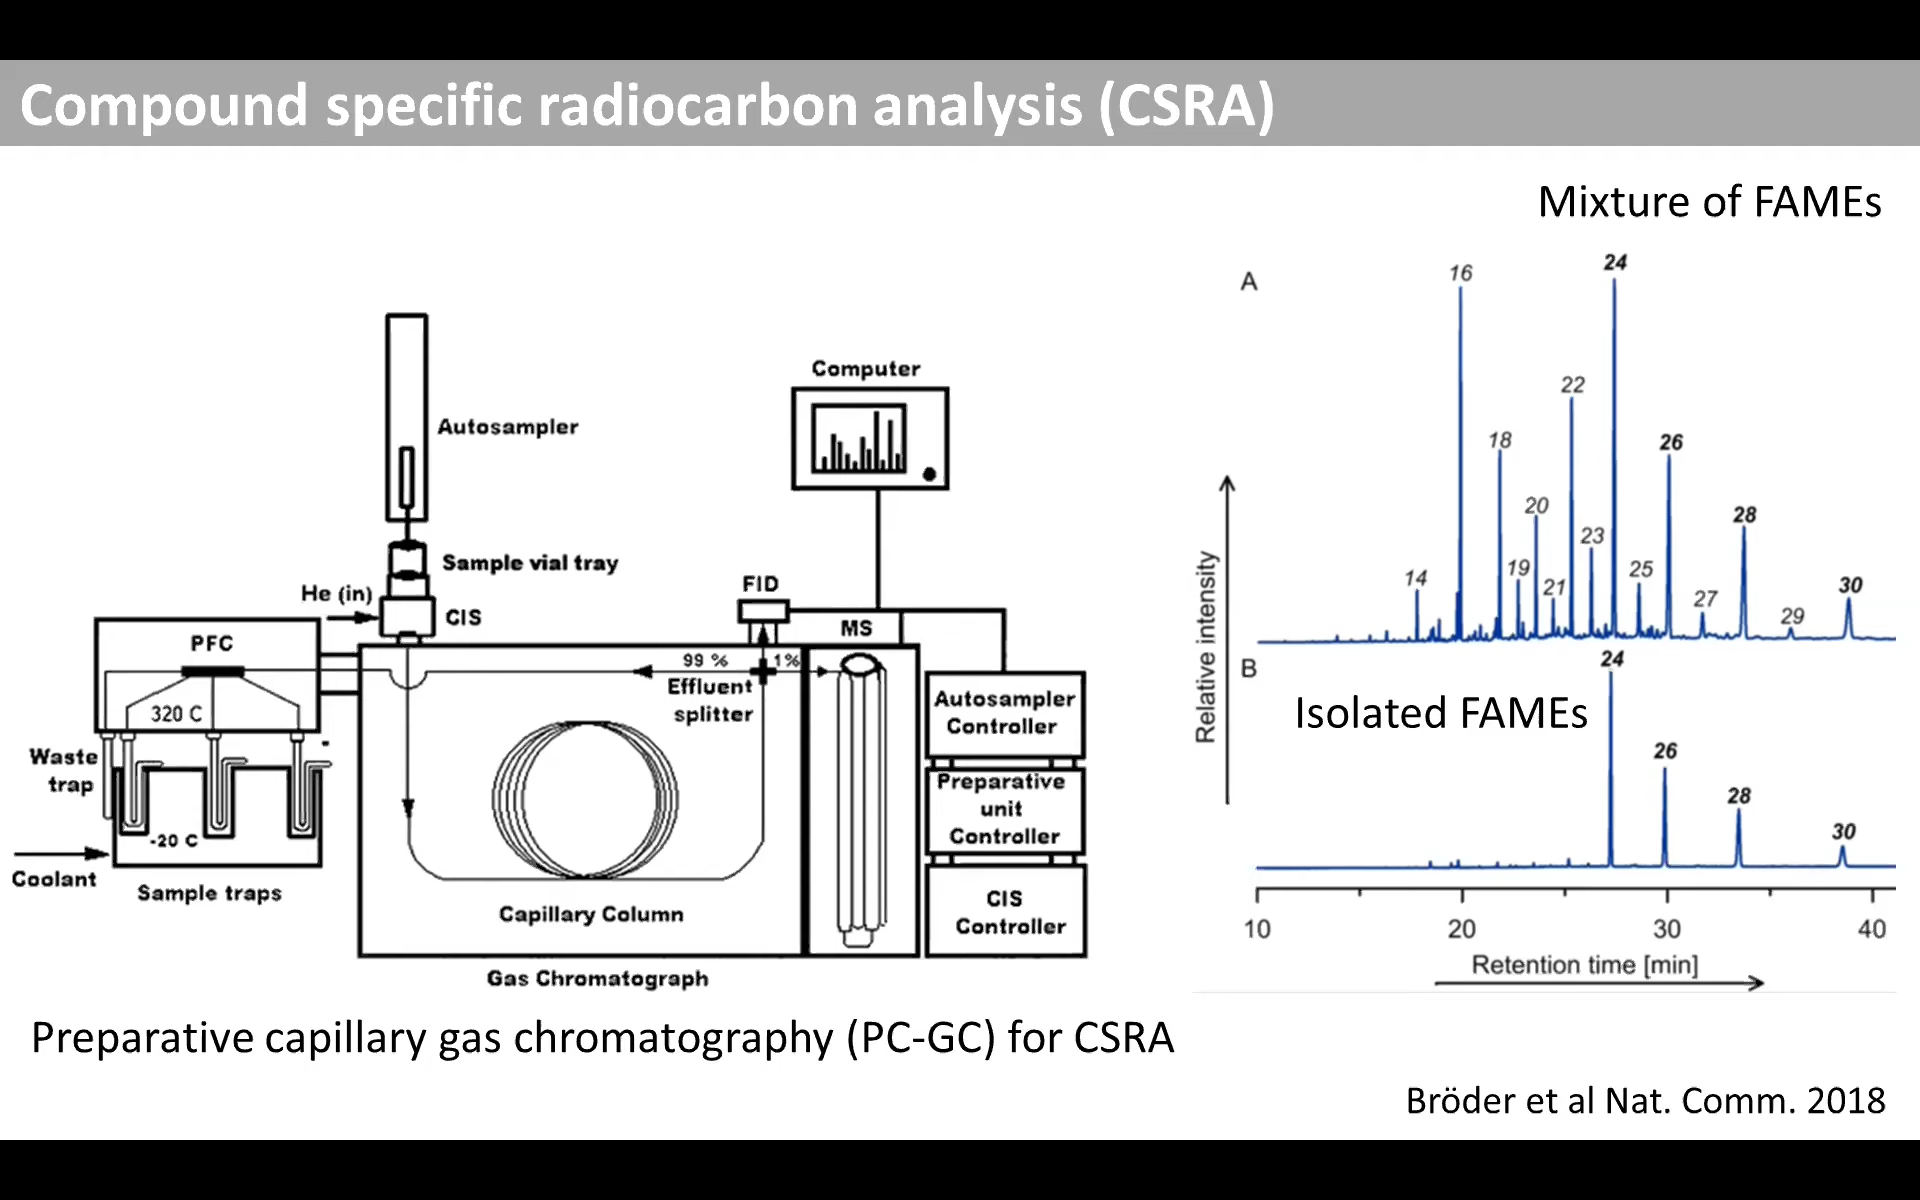 Compound specific radiocarbon analysis (CSRA)
Mixture of FAMEs
Autosampler
Sample vial tray
He (in)
CIS
Computer
FID
MS
PFC
320 C
Waste
trap
-20 C
Coolant
Sample traps
99 %
1%
Effluent
splitter
Capillary Column
Gas Chromatograph
Autosampler
Controller
Preparative
unit
Controller
CIS
Controller
A
14
16
18
19
20
21
22
23
24
25
26
27
28
29
30
Relative intensity
B
Isolated FAMEs
24
26
28
30
10
20
30
40
Retention time [min]
Preparative capillary gas chromatography (PC-GC) for CSRA
Bröder et al Nat. Comm. 2018